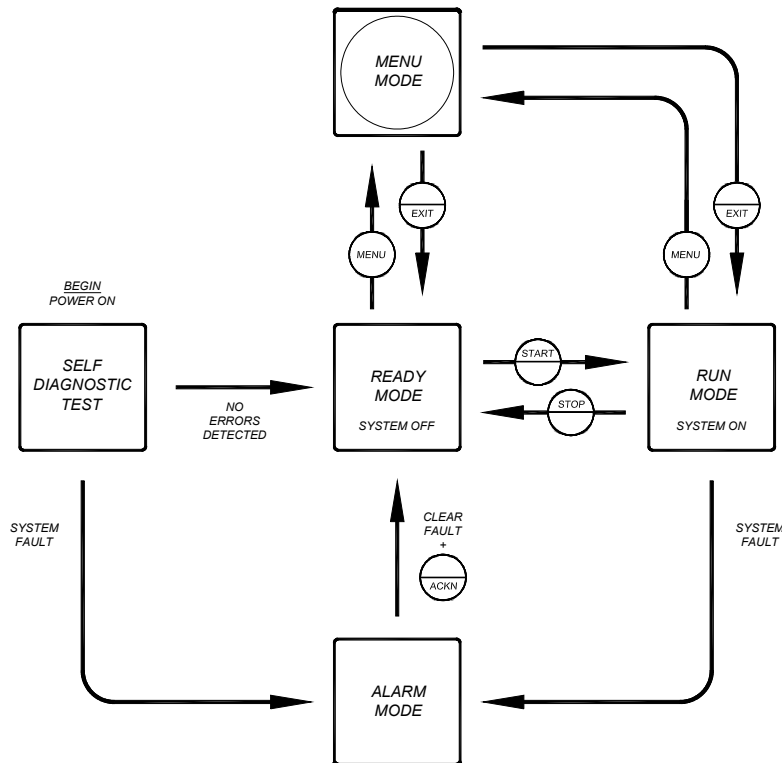 MENU
MODE
EXIT
EXIT
MENU
MENU
BEGIN
POWER ON
SELF
DIAGNOSTIC
TEST
NO
ERRORS
DETECTED
READY
MODE
SYSTEM OFF
START
STOP
RUN
MODE
SYSTEM ON
SYSTEM
FAULT
CLEAR
FAULT
+
ACKN
SYSTEM
FAULT
ALARM
MODE